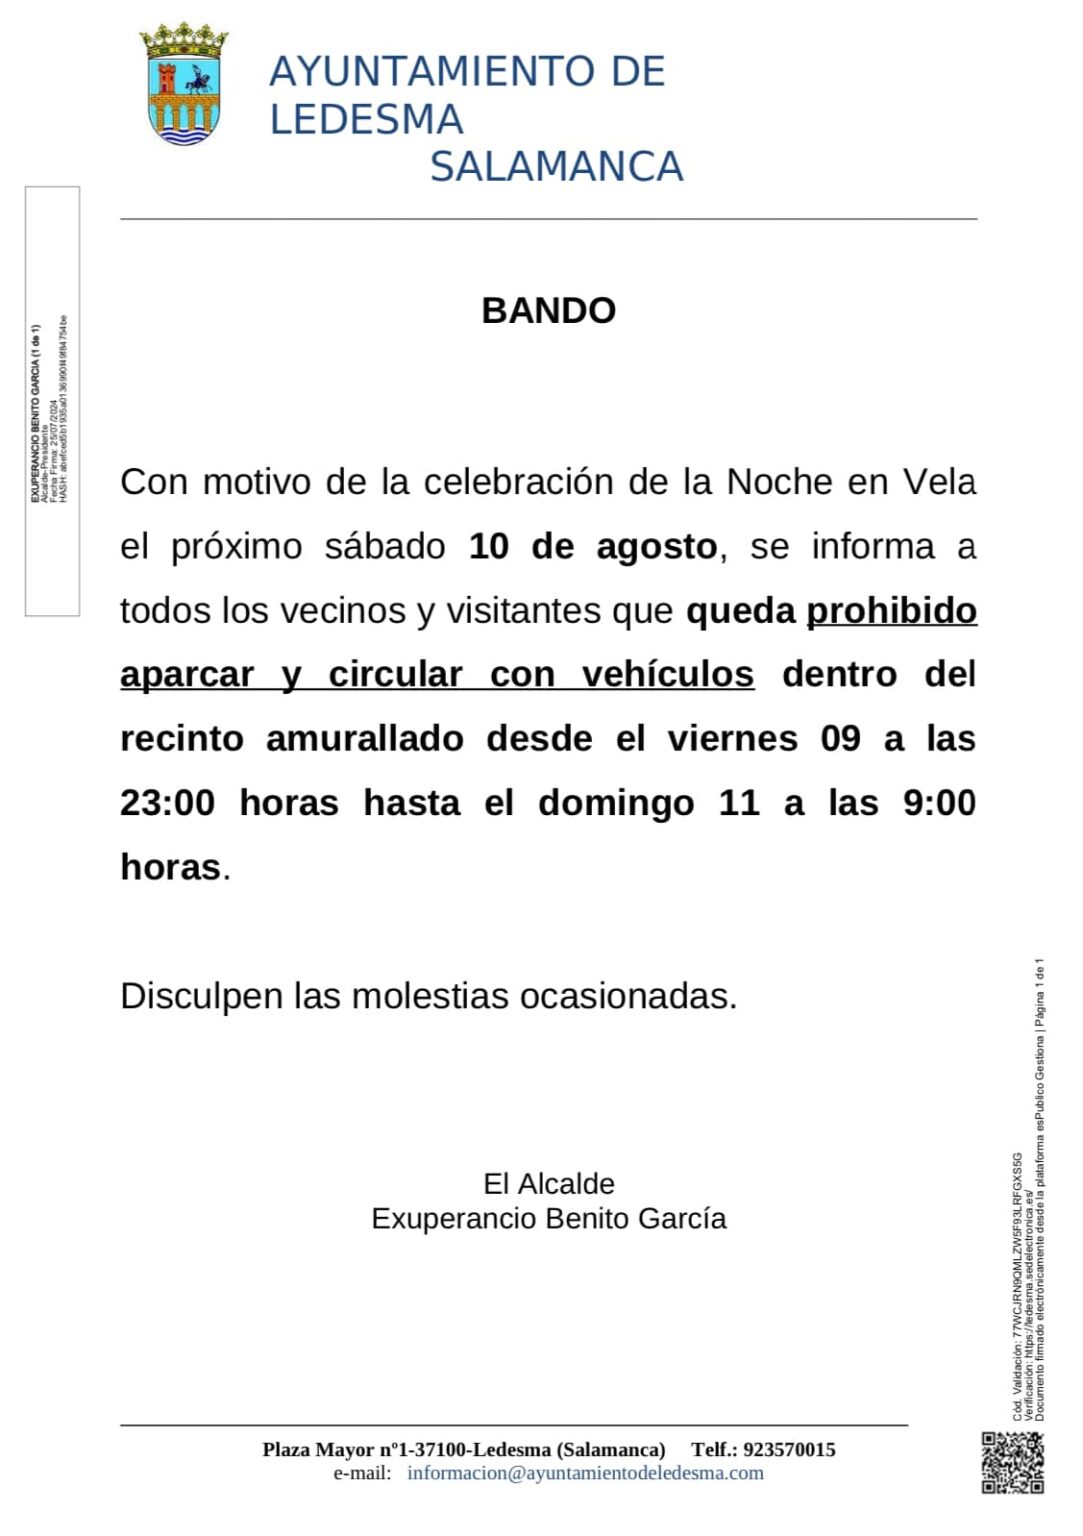 AYUNTAMIENTO DE
LEDESMA
SALAMANCA
EXUPERANCIO BENITO GARCIA (1 de 1)
Alcalde-Presidente
Fecha Firma: 25/07/2024
HASH:
BANDO
Con motivo de la celebración de la Noche en Vela
el próximo sábado 10 de agosto, se informa a
todos los vecinos y visitantes que queda prohibido
aparcar y circular con vehículos dentro del
recinto amurallado desde el viernes 09 a las
23:00 horas hasta el domingo 11 a las 9:00
horas.
Disculpen las molestias ocasionadas.
El Alcalde
Exuperancio Benito García
Cód. Validación: 77WCJRN9QMLZW5F93LRFGXS5G
Verificación: https://ledesma.sedelectronica.es/
Documento firmado electrónicamente desde la plataforma esPublico Gestiona | Página 1 de 1
Plaza Mayor nº1-37100-Ledesma (Salamanca) Telf.: 923570015
e-mail: informacion@ayuntamientodeledesma.com